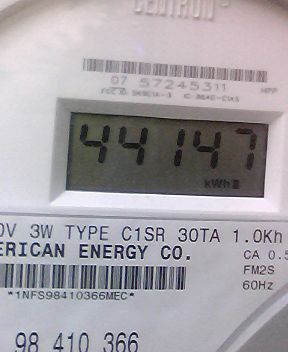 CENTRON
07 57245311
44147
kWh
0V 3W TYPE C1SR 30TA 1.0Kh
ERICAN ENERGY CO.
CA 0.5
*1NFS98410366MEC*
FM2S
60Hz
98 410 366